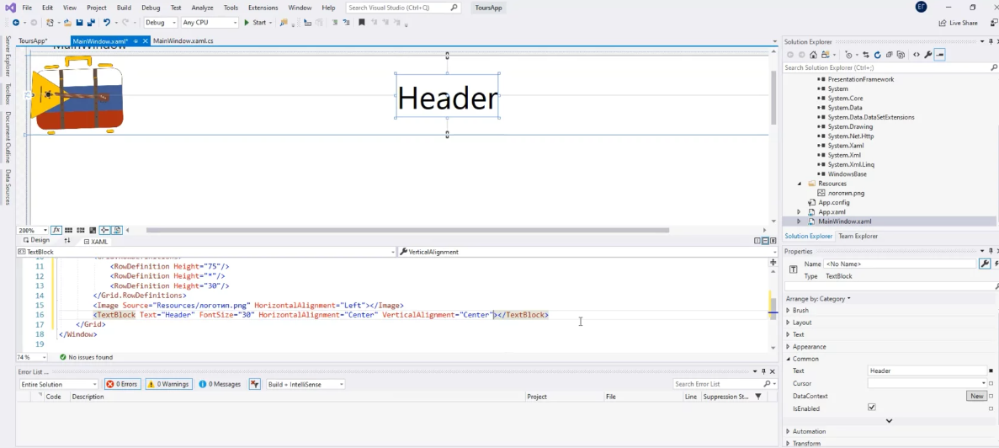 File Edit View Project Build Debug Test Analyze Tools Extensions Window Help Search Visual Studio (Ctrl+Q) ToursApp ЕГ
Debug Any CPU Start Live Share
ToursApp* MainWindow.xaml* MainWindow.xaml.cs
Server Explorer
Toolbox
Document Outline
Data Sources
MainWindow
75
Header
200%
Design XAML
TextBlock VerticalAlignment
10 <Grid.RowDefinitions>
11 <RowDefinition Height="75"/>
12 <RowDefinition Height="*"/>
13 <RowDefinition Height="30"/>
14 </Grid.RowDefinitions>
15 <Image Source="Resources/логотип.png" HorizontalAlignment="Left"></Image>
16 <TextBlock Text="Header" FontSize="30" HorizontalAlignment="Center" VerticalAlignment="Center"></TextBlock>
17 </Grid>
18 </Window>
19
74 % No issues found
Error List ...
Entire Solution 0 Errors 0 Warnings 0 Messages Build + IntelliSense Search Error List
Code Description Project File Line Suppression St...
Solution Explorer
Search Solution Explorer (Ctrl+;)
PresentationFramework
System
System.Core
System.Data
System.Data.DataSetExtensions
System.Drawing
System.Net.Http
System.Xaml
System.Xml
System.Xml.Linq
WindowsBase
Resources
логотип.png
App.config
App.xaml
MainWindow.xaml
Solution Explorer Team Explorer
Properties
Name <No Name>
Type TextBlock
Arrange by: Category
Brush
Layout
Text
Appearance
Common
Text Header
Cursor
DataContext New
IsEnabled
Automation
Transform